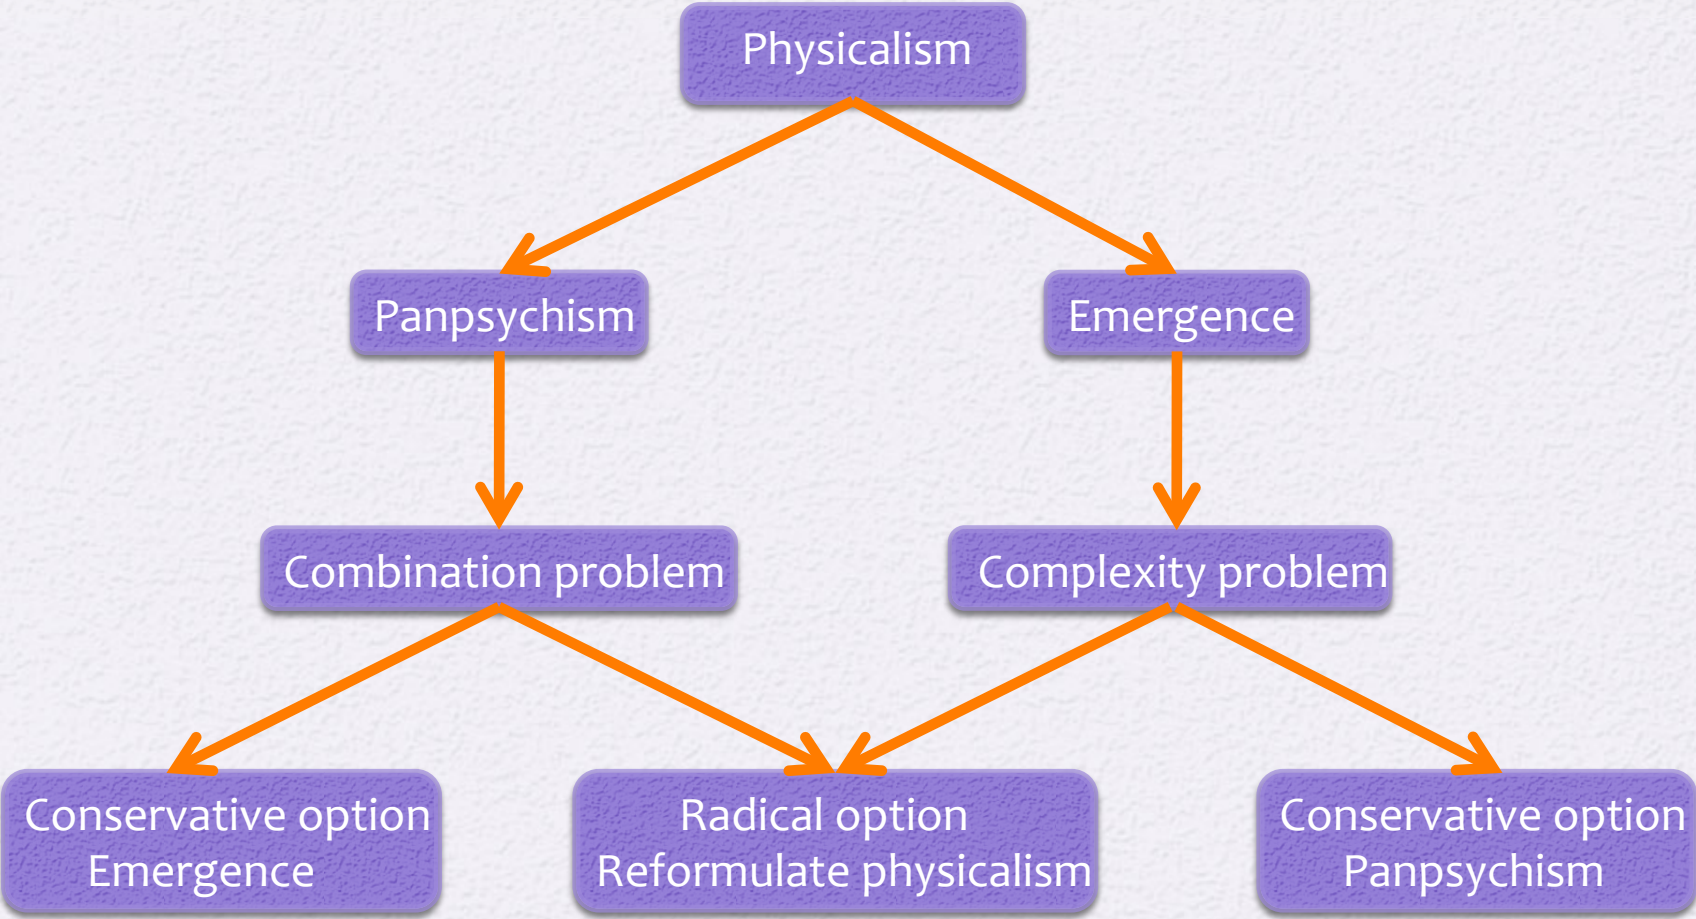 Physicalism
Panpsychism
Emergence
Combination problem
Complexity problem
Conservative option
Emergence
Radical option
Reformulate physicalism
Conservative option
Panpsychism